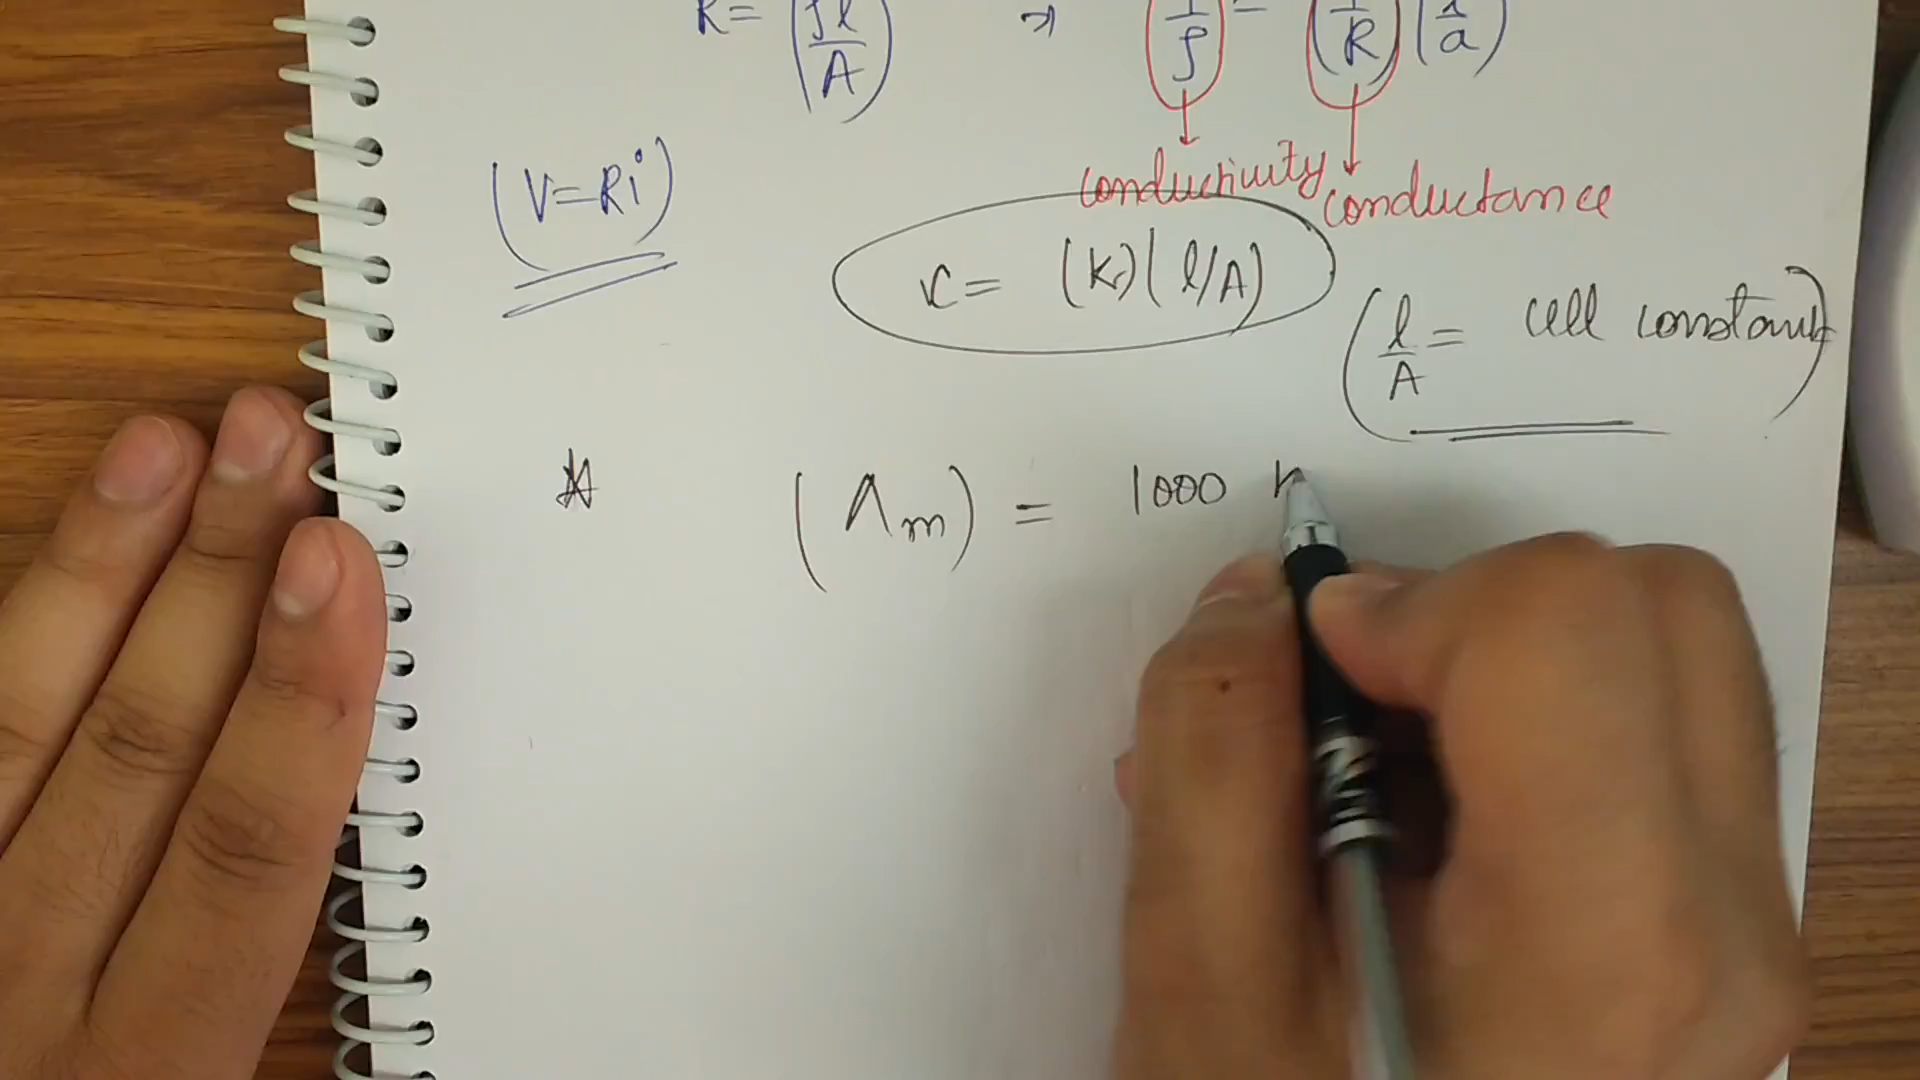 R = (ρl/A) ⇒ (1/ρ) = (1/R) (l/a)
(V=Ri)
conductivity conductance
K = (K) (l/A)
(l/A = cell constant)
(Λm) = 1000 K